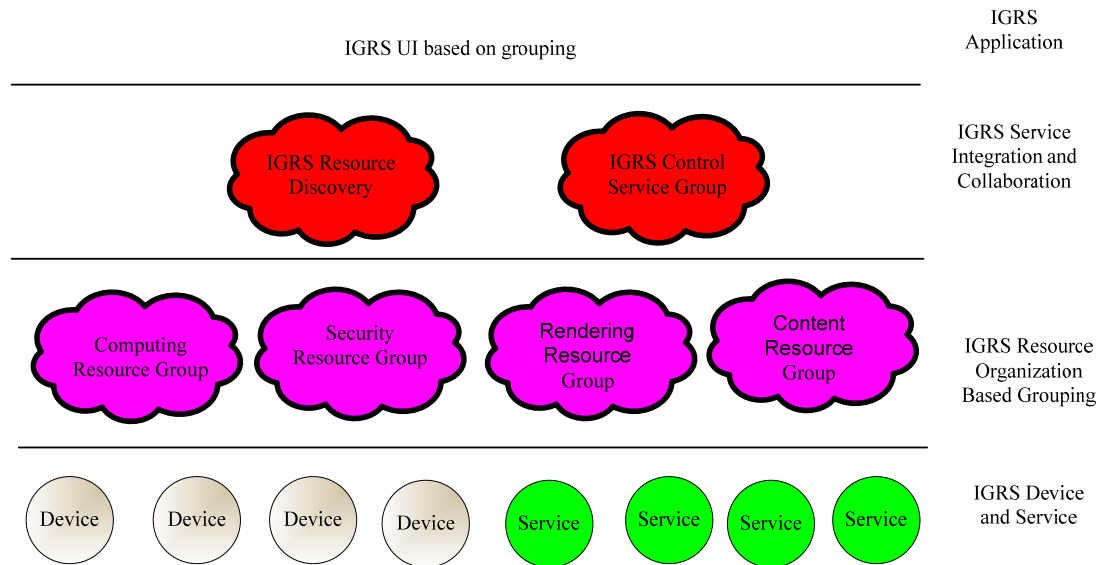 IGRS UI based on grouping
IGRS
Application
IGRS Resource
Discovery
IGRS Control
Service Group
IGRS Service
Integration and
Collaboration
Computing
Resource Group
Security
Resource Group
Rendering
Resource
Group
Content
Resource
Group
IGRS Resource
Organization
Based Grouping
Device
Device
Device
Device
Service
Service
Service
Service
IGRS Device
and Service